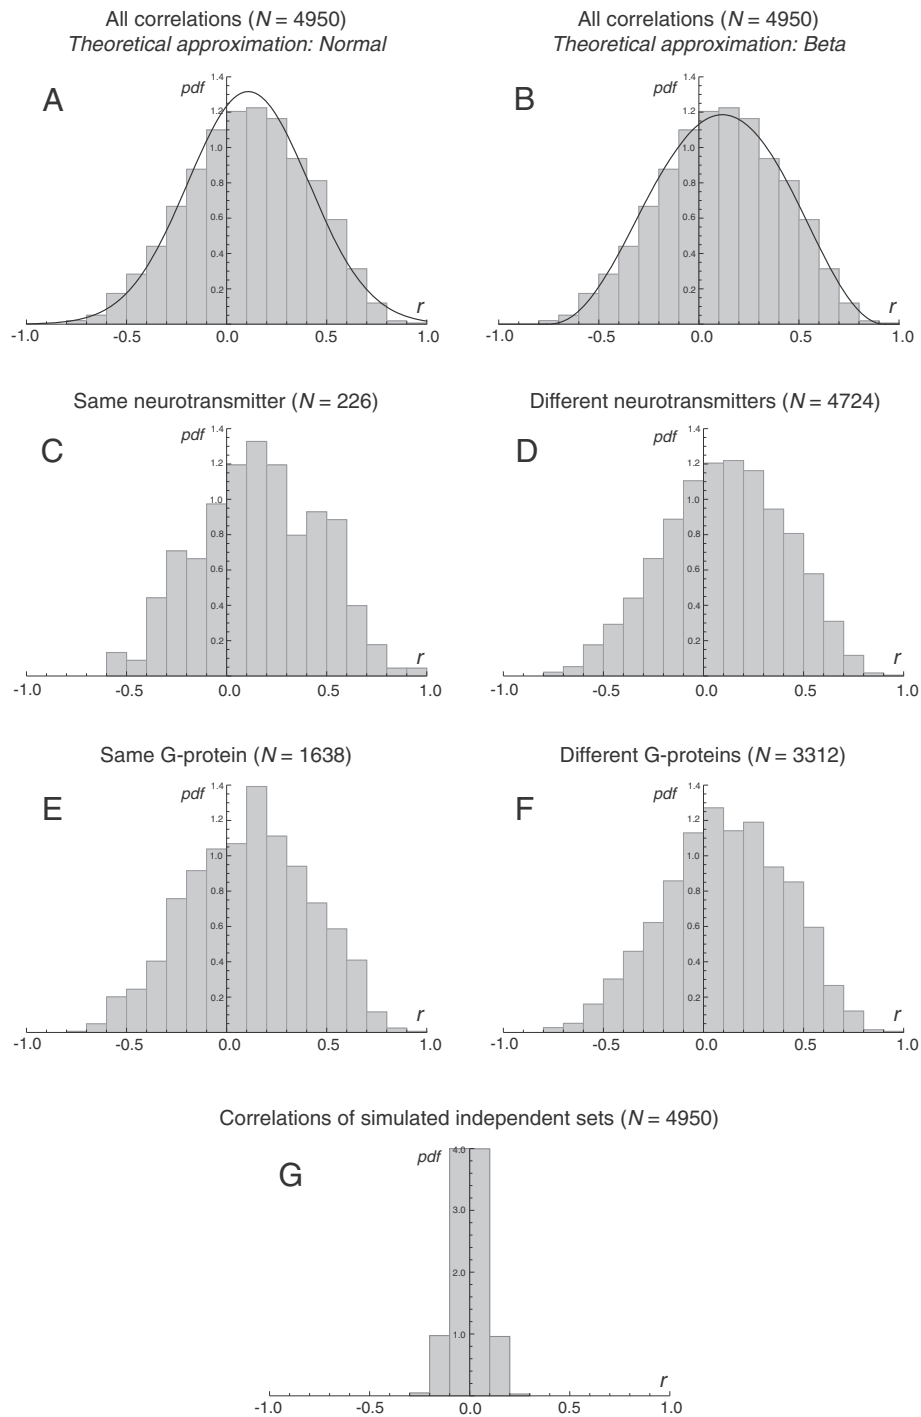 All correlations (N = 4950)
Theoretical approximation: Normal
All correlations (N = 4950)
Theoretical approximation: Beta
A
pdf
1.4
1.2
1.0
0.8
0.6
0.4
0.2
r
-1.0
-0.5
0.0
0.5
1.0
B
pdf
1.4
1.2
1.0
0.8
0.6
0.4
0.2
r
-1.0
-0.5
0.0
0.5
1.0
Same neurotransmitter (N = 226)
Different neurotransmitters (N = 4724)
C
pdf
1.4
1.2
1.0
0.8
0.6
0.4
0.2
r
-1.0
-0.5
0.0
0.5
1.0
D
pdf
1.4
1.2
1.0
0.8
0.6
0.4
0.2
r
-1.0
-0.5
0.0
0.5
1.0
Same G-protein (N = 1638)
Different G-proteins (N = 3312)
E
pdf
1.4
1.2
1.0
0.8
0.6
0.4
0.2
r
-1.0
-0.5
0.0
0.5
1.0
F
pdf
1.4
1.2
1.0
0.8
0.6
0.4
0.2
r
-1.0
-0.5
0.0
0.5
1.0
Correlations of simulated independent sets (N = 4950)
G
pdf
4.0
3.0
2.0
1.0
r
-1.0
-0.5
0.0
0.5
1.0